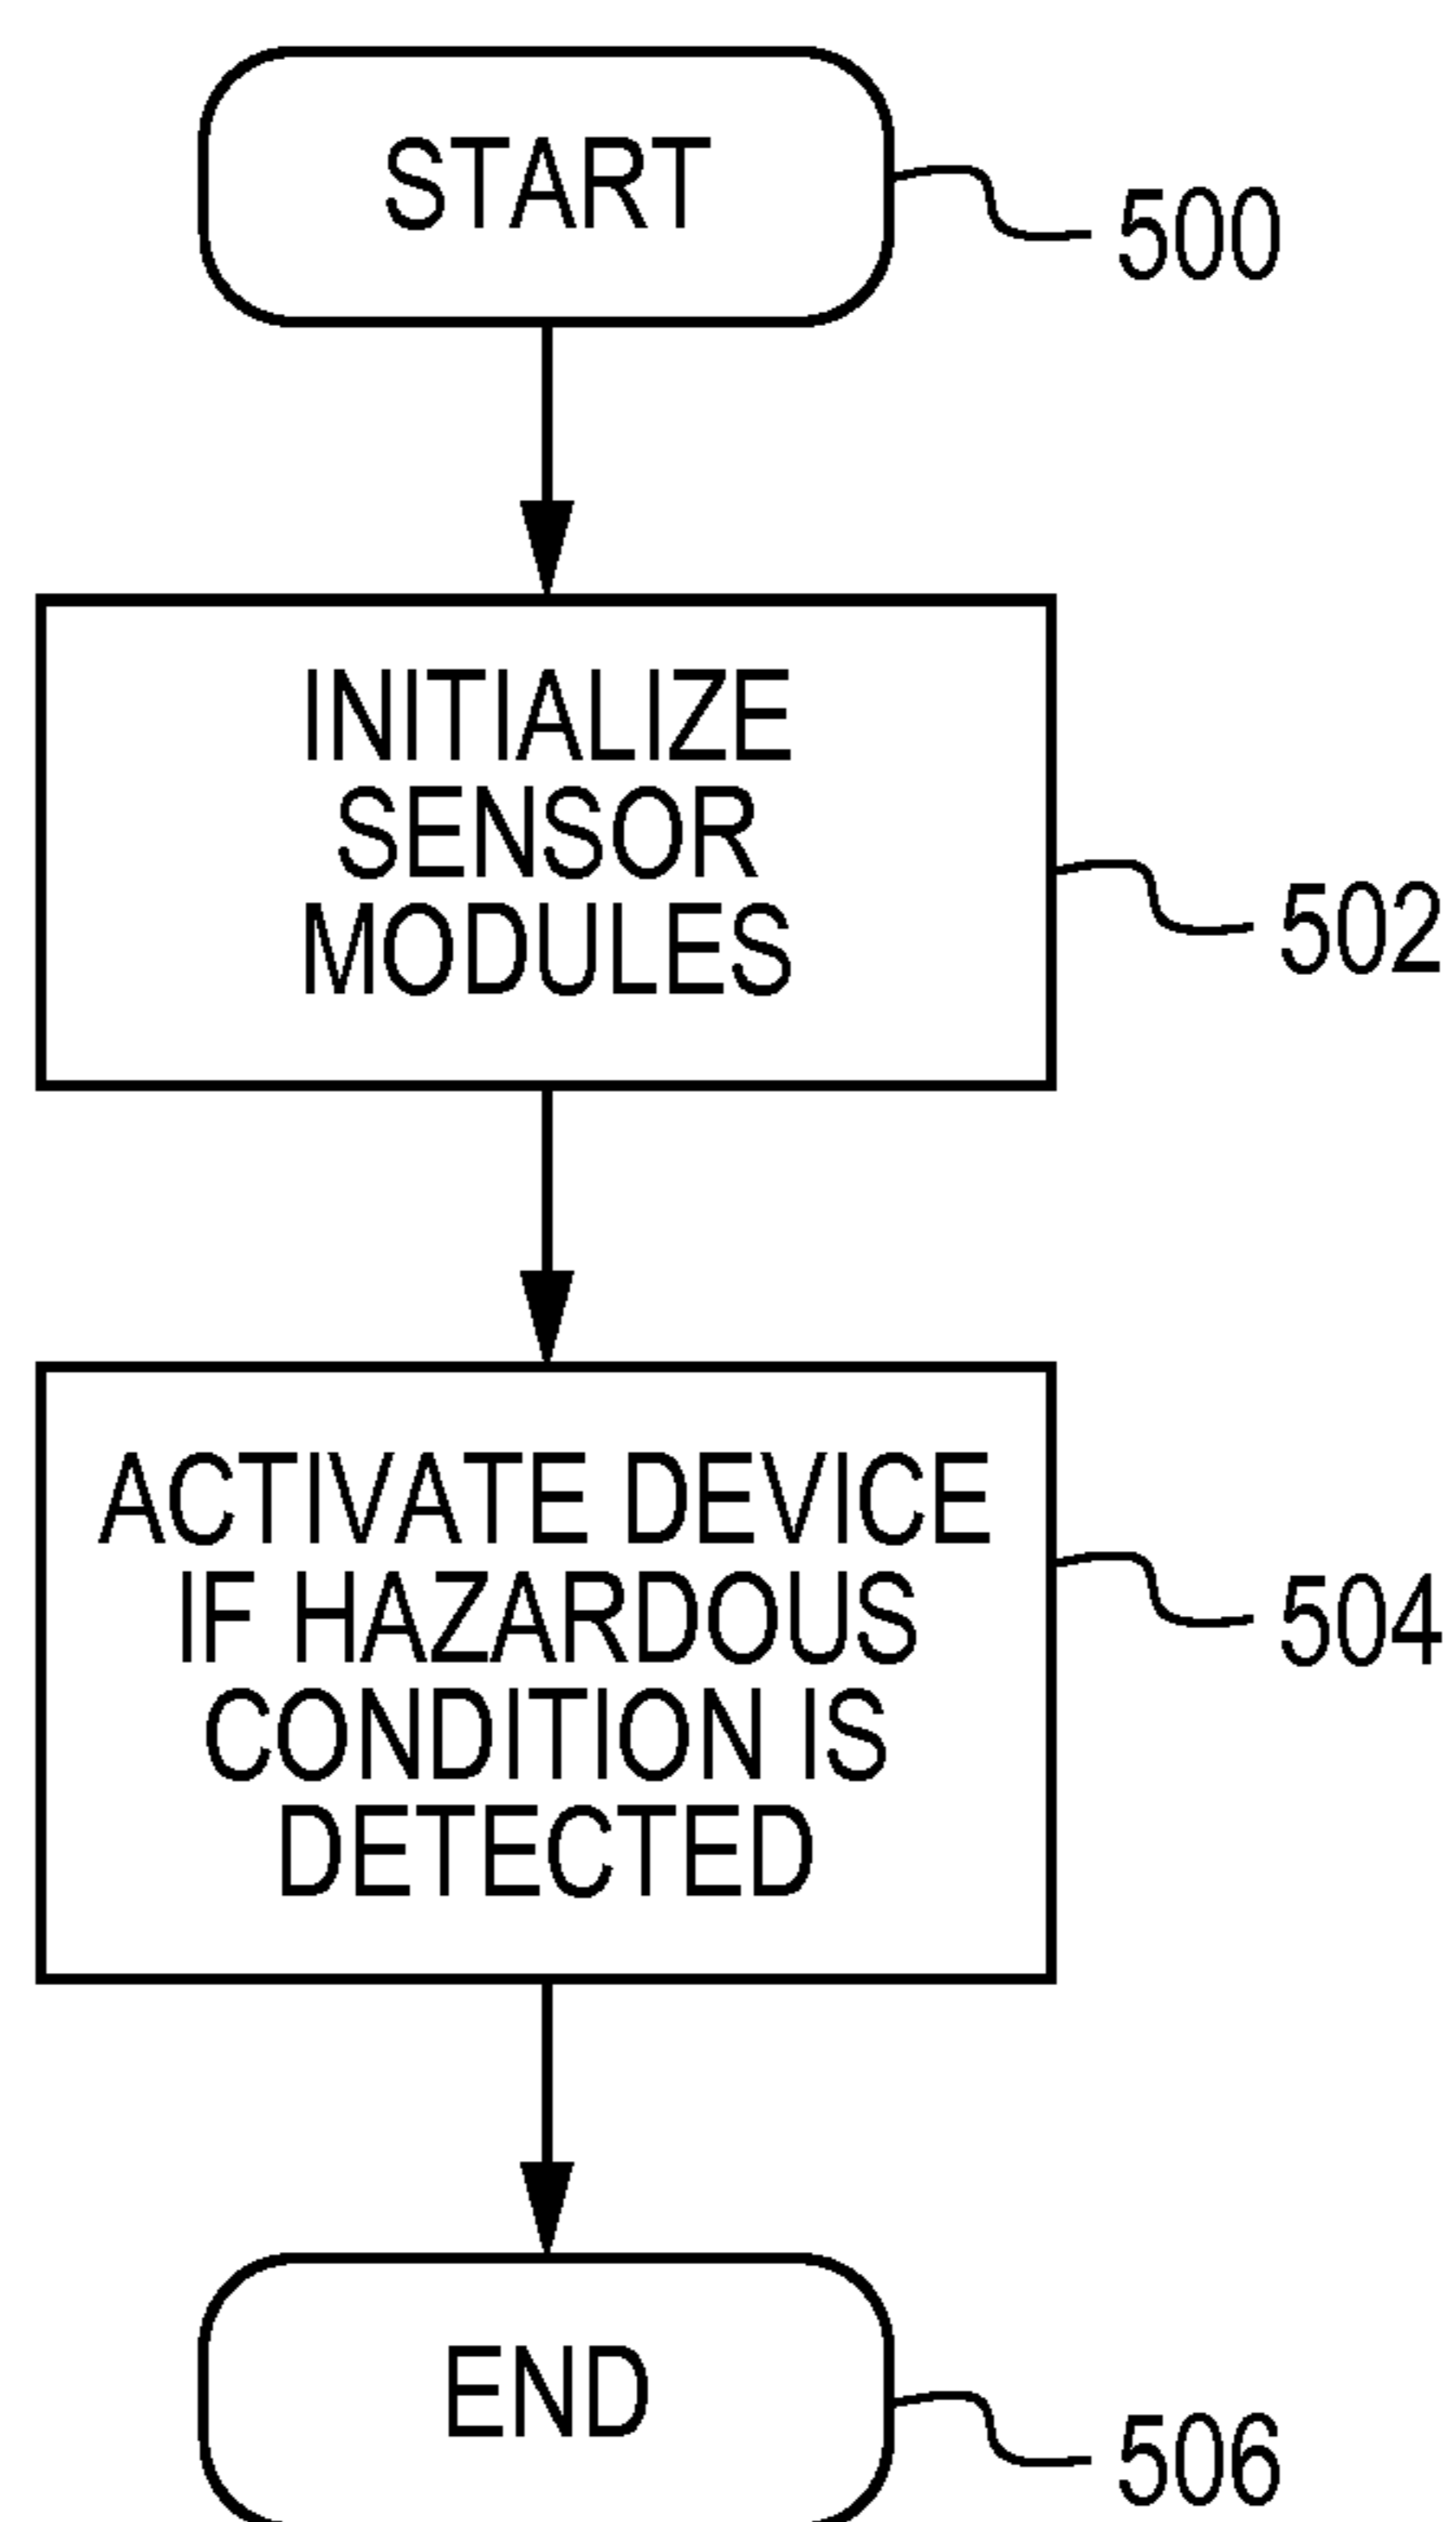 START
500
INITIALIZE
SENSOR
MODULES
502
ACTIVATE DEVICE
IF HAZARDOUS
CONDITION IS
DETECTED
504
END
506